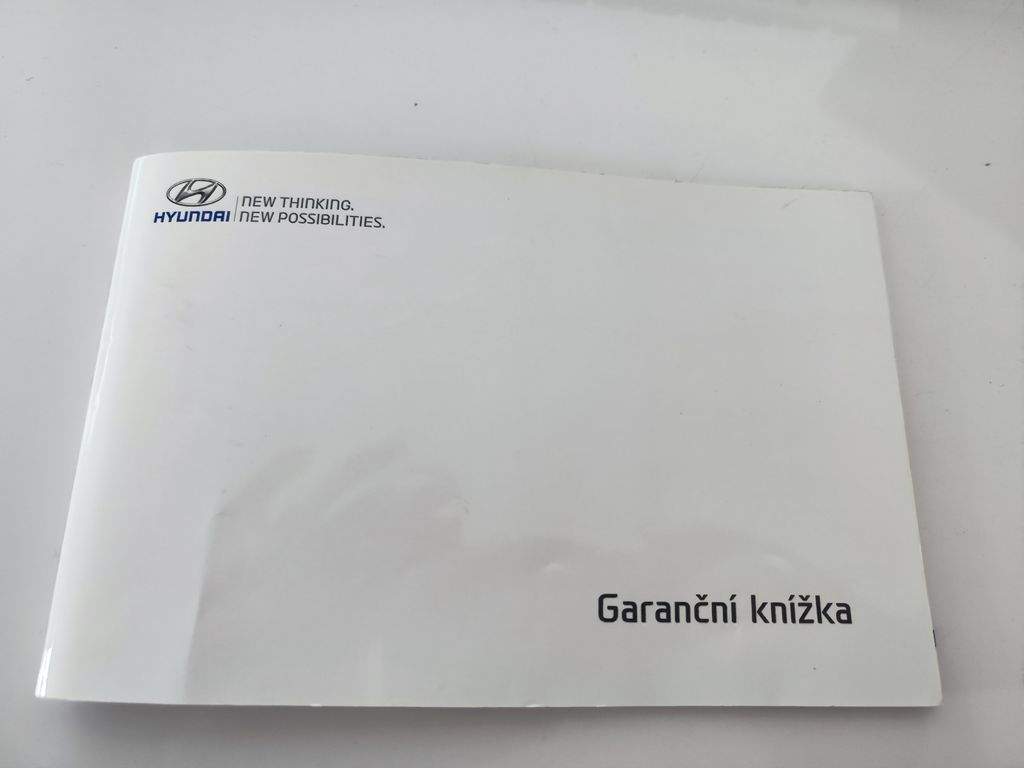 HYUNDAI
NEW THINKING.
NEW POSSIBILITIES.
Garanční knížka